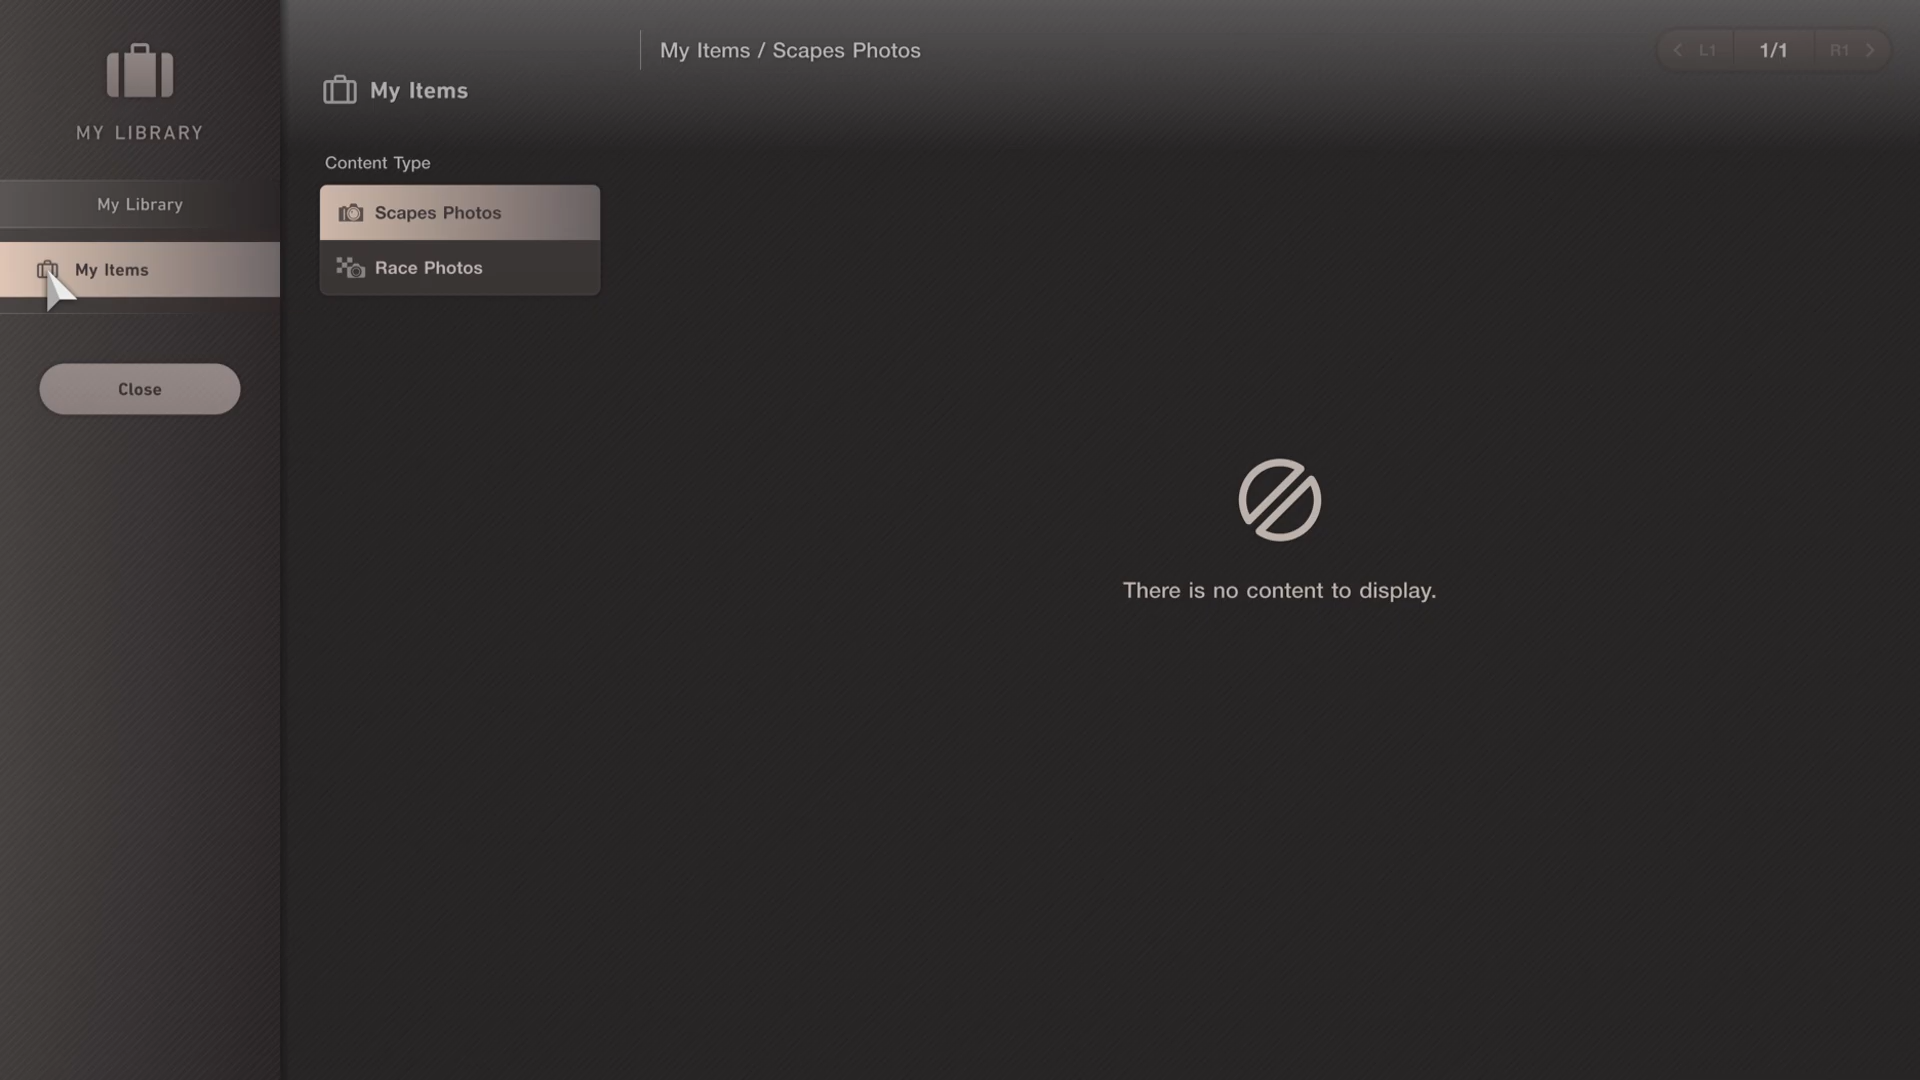 MY LIBRARY
My Library
My Items
Close
My Items
Content Type
Scapes Photos
Race Photos
My Items / Scapes Photos
L1 1/1 R1
There is no content to display.